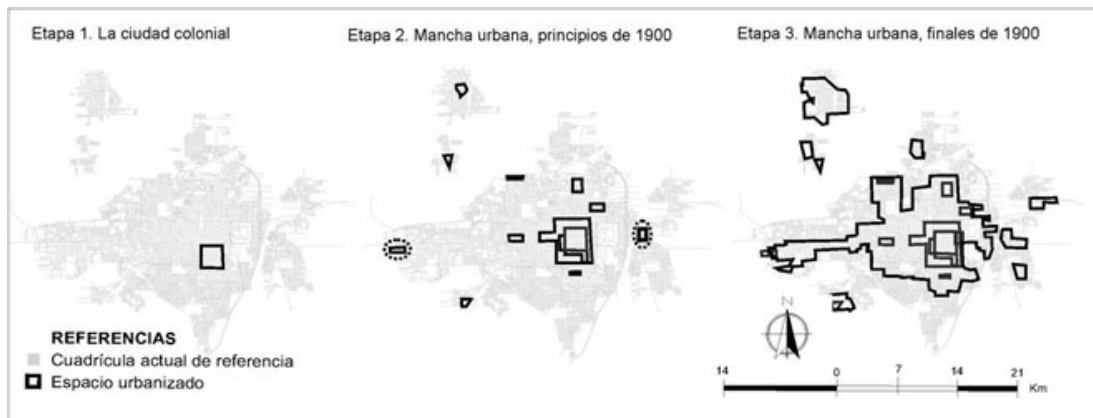 Etapa 1. La ciudad colonial
Etapa 2. Mancha urbana, principios de 1900
Etapa 3. Mancha urbana, finales de 1900
REFERENCIAS
Cuadrícula actual de referencia
Espacio urbanizado
N
14 0 7 14 21
Km